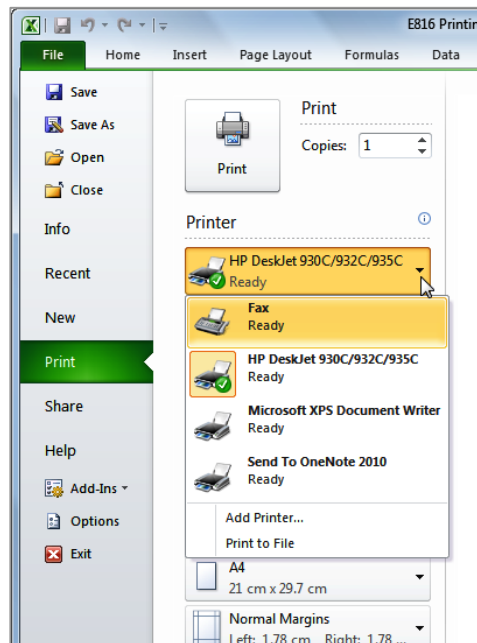 E816 Printin
File Home Insert Page Layout Formulas Data
Save
Save As
Open
Close
Info
Recent
New
Print
Share
Help
Add-Ins
Options
Exit
Print
Print
Copies: 1
Printer
HP DeskJet 930C/932C/935C
Ready
Fax
Ready
HP DeskJet 930C/932C/935C
Ready
Microsoft XPS Document Writer
Ready
Send To OneNote 2010
Ready
Add Printer...
Print to File
A4
21 cm x 29.7 cm
Normal Margins
Left: 1.78 cm Right: 1.78 ...